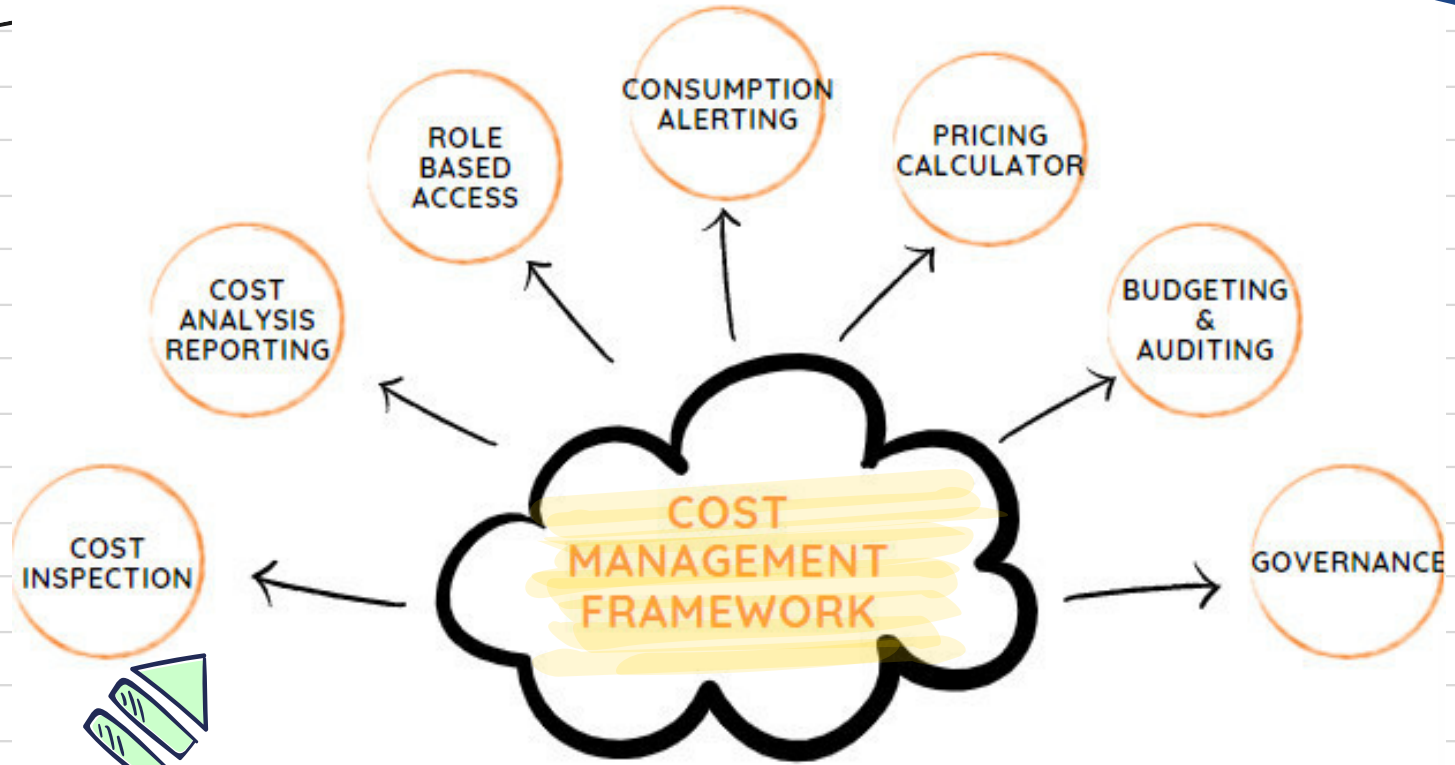 CONSUMPTION
ALERTING
ROLE
BASED
ACCESS
PRICING
CALCULATOR
COST
ANALYSIS
REPORTING
BUDGETING
&
AUDITING
COST
INSPECTION
COST
MANAGEMENT
FRAMEWORK
GOVERNANCE